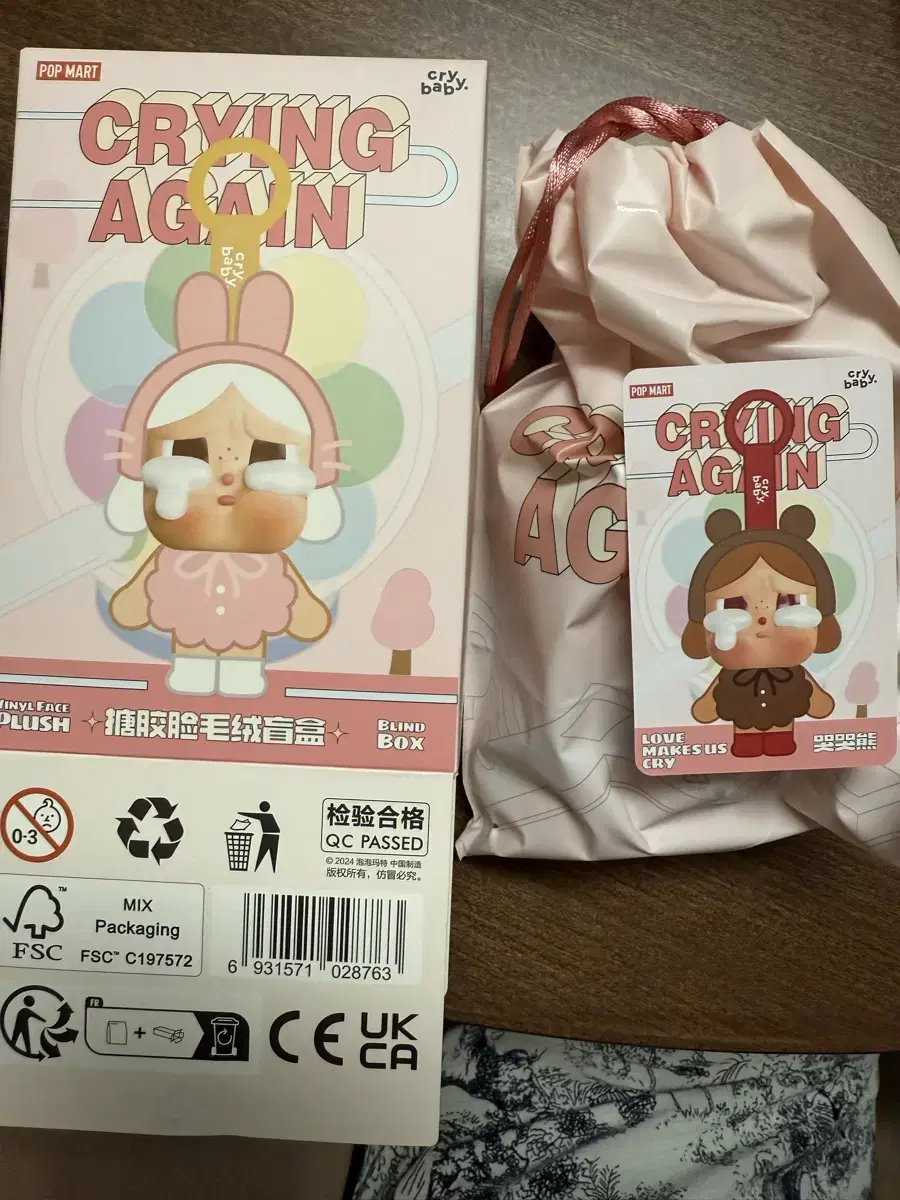 POP MART
cry
baby.
CRYING
AGAIN
cry
baby.
VINYL FACE
PLUSH
搪胶脸毛绒盲盒
BLIND
BOX
0-3
检验合格
QC PASSED
© 2024 泡泡玛特 中国制造
版权所有，仿冒必究。
FSC™
MIX
Packaging
FSC™ C197572
6 931571 028763
FR
CE
UK
CA
AG
POP MART
cry
baby.
CRYING
AGAIN
cry
baby.
LOVE
MAKES US
CRY
哭哭熊